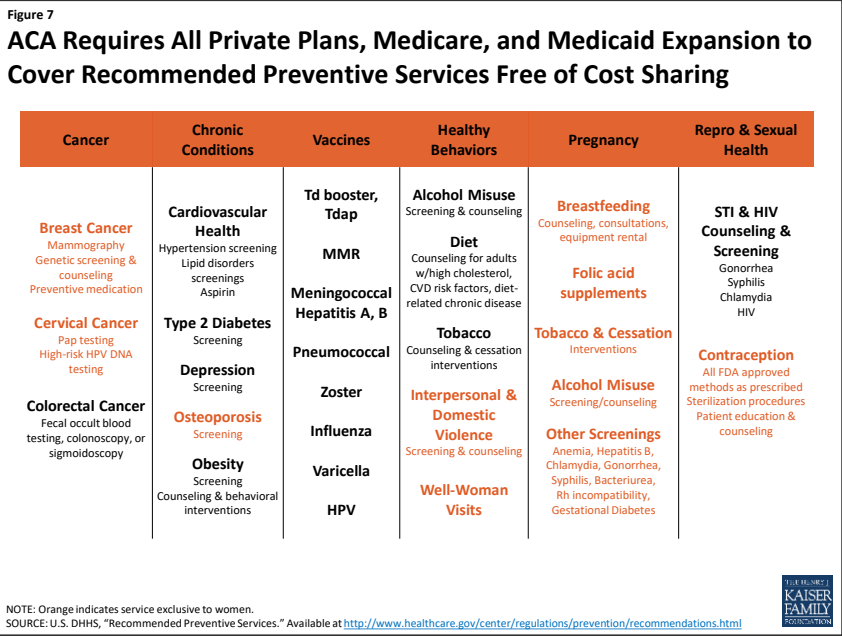 Figure 7
ACA Requires All Private Plans, Medicare, and Medicaid Expansion to
Cover Recommended Preventive Services Free of Cost Sharing
Cancer
Chronic
Conditions
Vaccines
Healthy
Behaviors
Pregnancy
Repro & Sexual
Health
Breast Cancer
Mammography
Genetic screening &
counseling
Preventive medication
Cervical Cancer
Pap testing
High-risk HPV DNA
testing
Colorectal Cancer
Fecal occult blood
testing, colonoscopy, or
sigmoidoscopy
Cardiovascular
Health
Hypertension screening
Lipid disorders
screenings
Aspirin
Type 2 Diabetes
Screening
Depression
Screening
Osteoporosis
Screening
Obesity
Screening
Counseling & behavioral
interventions
Td booster,
Tdap
MMR
Meningococcal
Hepatitis A, B
Pneumococcal
Zoster
Influenza
Varicella
HPV
Alcohol Misuse
Screening & counseling
Diet
Counseling for adults
w/high cholesterol,
CVD risk factors, diet-
related chronic disease
Tobacco
Counseling & cessation
interventions
Interpersonal &
Domestic
Violence
Screening & counseling
Well-Woman
Visits
Breastfeeding
Counseling, consultations,
equipment rental
Folic acid
supplements
Tobacco & Cessation
Interventions
Alcohol Misuse
Screening/counseling
Other Screenings
Anemia, Hepatitis B,
Chlamydia, Gonorrhea,
Syphilis, Bacteriurea,
Rh incompatibility,
Gestational Diabetes
STI & HIV
Counseling &
Screening
Gonorrhea
Syphilis
Chlamydia
HIV
Contraception
All FDA approved
methods as prescribed
Sterilization procedures
Patient education &
counseling
NOTE: Orange indicates service exclusive to women.
SOURCE: U.S. DHHS, “Recommended Preventive Services.” Available at http://www.healthcare.gov/center/regulations/prevention/recommendations.html
THE HENRY J.
KAISER
FAMILY
FOUNDATION